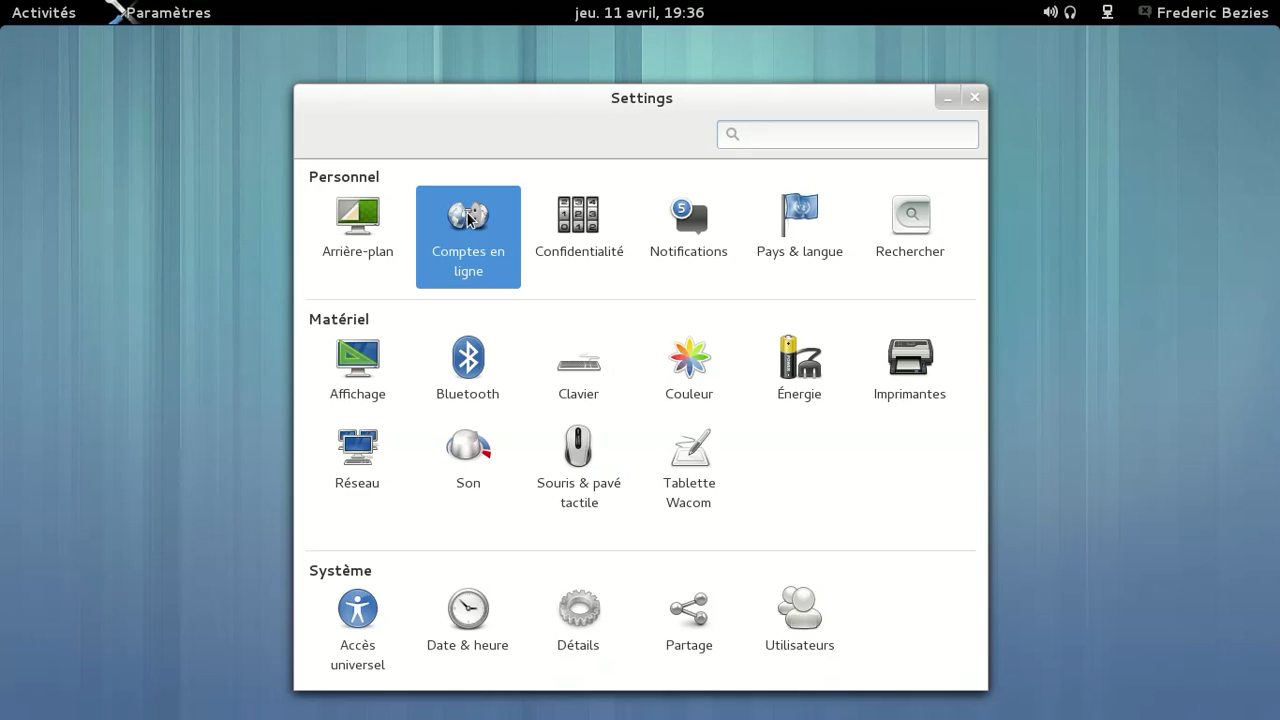 Activités Paramètres jeu. 11 avril, 19:36 Frederic Bezies
Settings
Personnel
Arrière-plan Comptes en ligne Confidentialité Notifications Pays & langue Rechercher
5
Matériel
Affichage Bluetooth Clavier Couleur Énergie Imprimantes
Réseau Son Souris & pavé tactile Tablette Wacom
Système
Accès universel Date & heure Détails Partage Utilisateurs